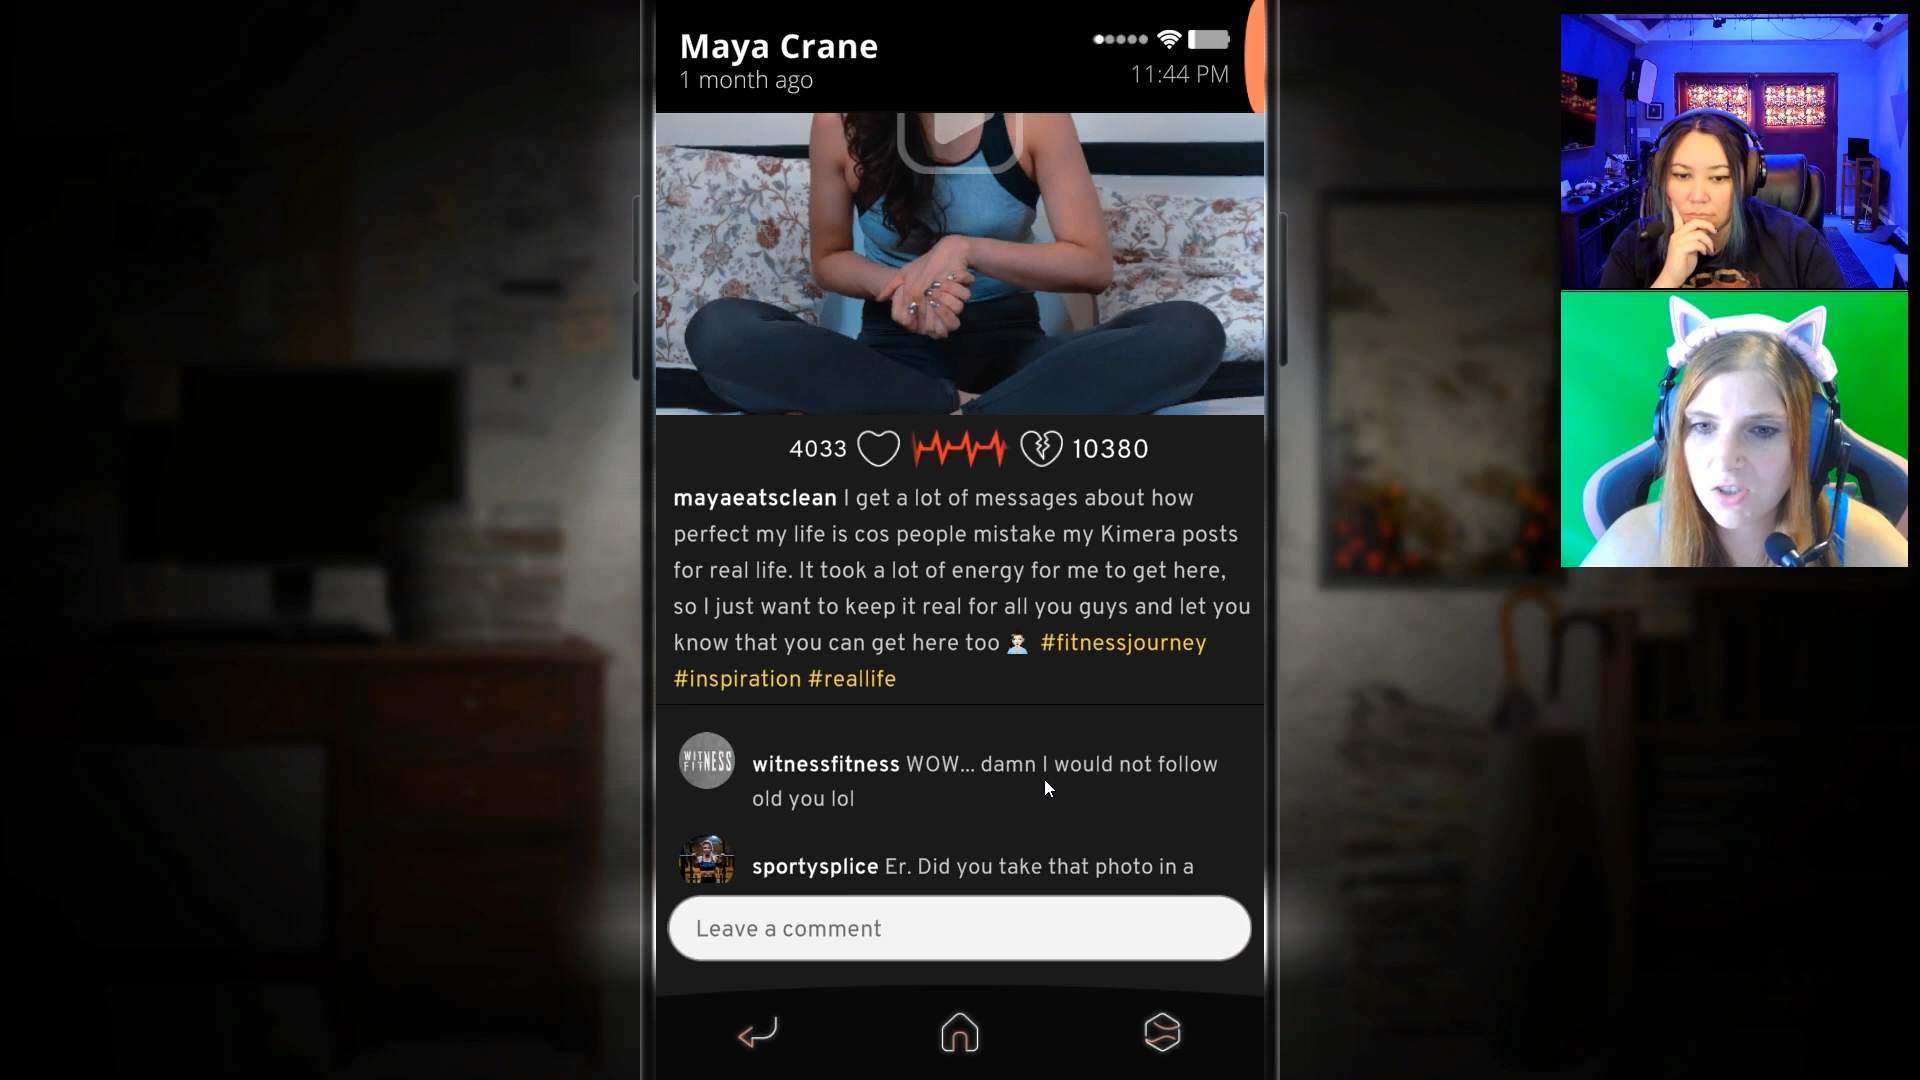 Maya Crane
1 month ago
11:44 PM
4033
10380
mayaeatsclean I get a lot of messages about how
perfect my life is cos people mistake my Kimera posts
for real life. It took a lot of energy for me to get here,
so I just want to keep it real for all you guys and let you
know that you can get here too #fitnessjourney
#inspiration #reallife
WITNESS
FITNESS
witnessfitness WOW... damn I would not follow
old you lol
sportysplice Er. Did you take that photo in a
Leave a comment